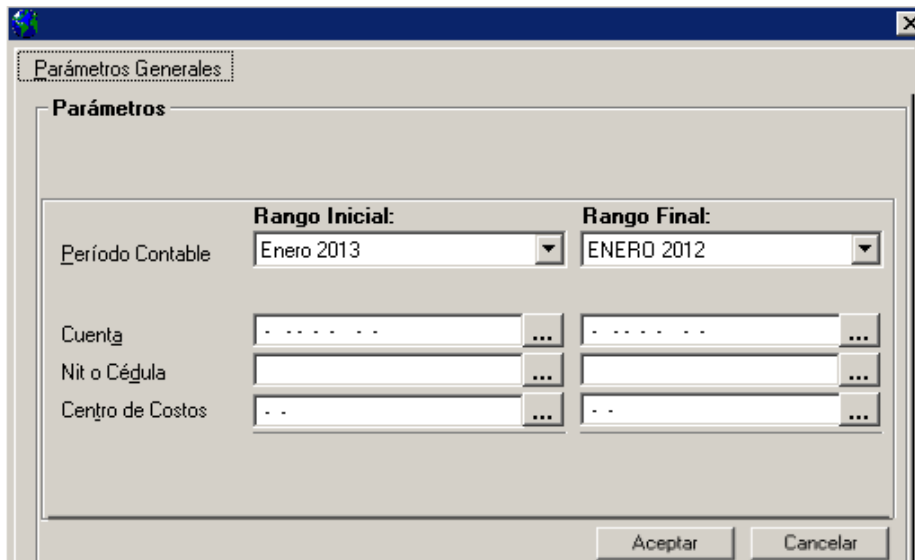 Parámetros Generales
Parámetros
Rango Inicial: Rango Final:
Período Contable Enero 2013 ENERO 2012
Cuenta - -- - - - - ... - -- - - - - ...
Nit o Cédula ... ...
Centro de Costos - - ... - - ...
Aceptar Cancelar